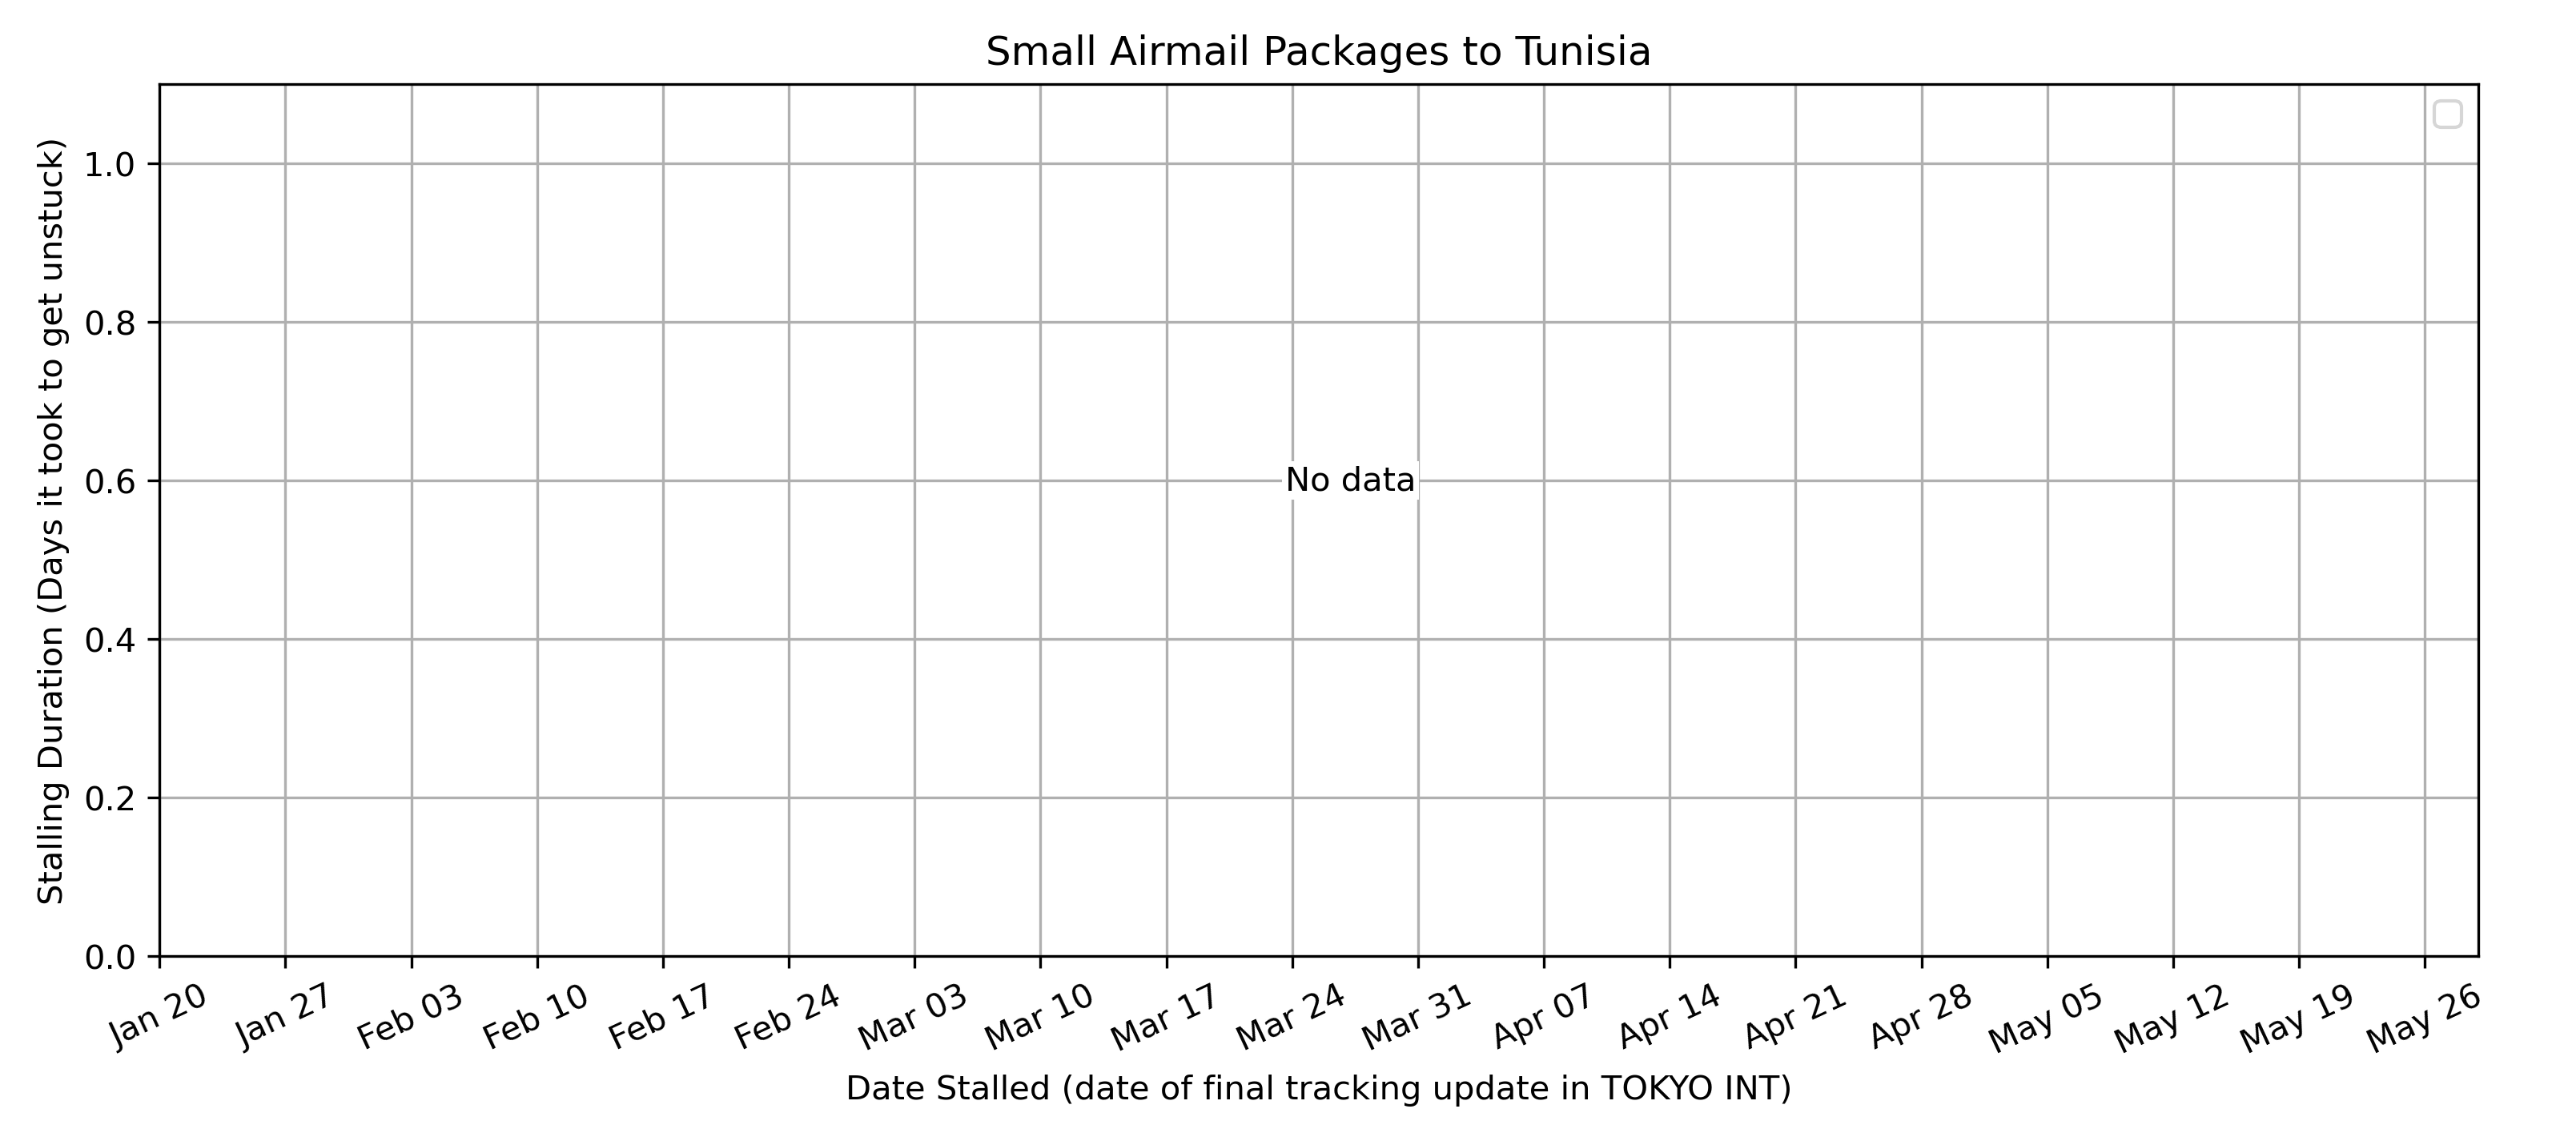 Small Airmail Packages to Tunisia
Stalling Duration (Days it took to get unstuck)
1.0
0.8
0.6
0.4
0.2
0.0
No data
Jan 20
Jan 27
Feb 03
Feb 10
Feb 17
Feb 24
Mar 03
Mar 10
Mar 17
Mar 24
Mar 31
Apr 07
Apr 14
Apr 21
Apr 28
May 05
May 12
May 19
May 26
Date Stalled (date of final tracking update in TOKYO INT)